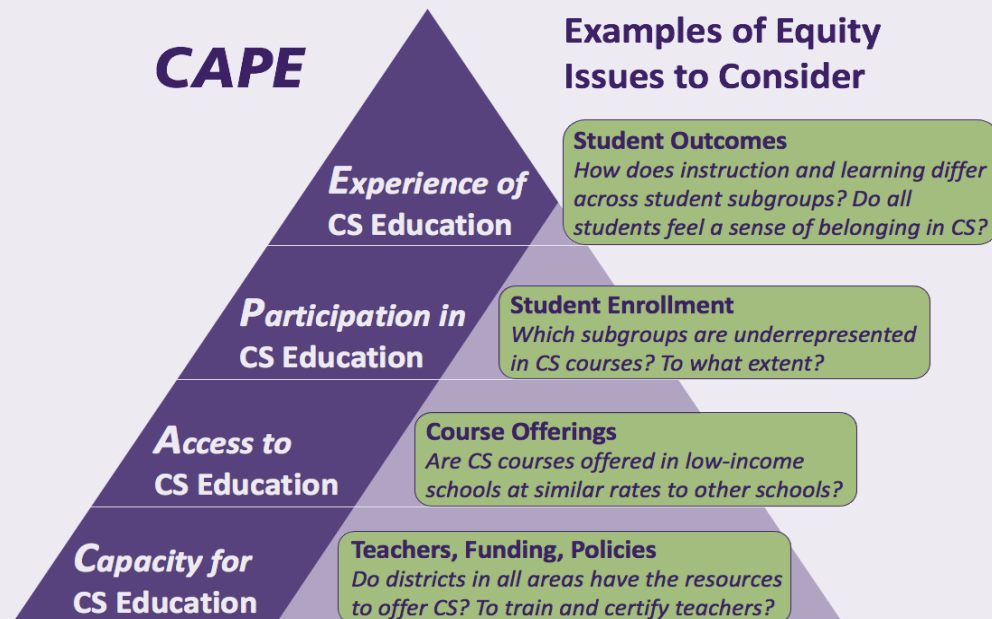 CAPE
Examples of Equity
Issues to Consider
Experience of
CS Education
Student Outcomes
How does instruction and learning differ
across student subgroups? Do all
students feel a sense of belonging in CS?
Participation in
CS Education
Student Enrollment
Which subgroups are underrepresented
in CS courses? To what extent?
Access to
CS Education
Course Offerings
Are CS courses offered in low-income
schools at similar rates to other schools?
Capacity for
CS Education
Teachers, Funding, Policies
Do districts in all areas have the resources
to offer CS? To train and certify teachers?